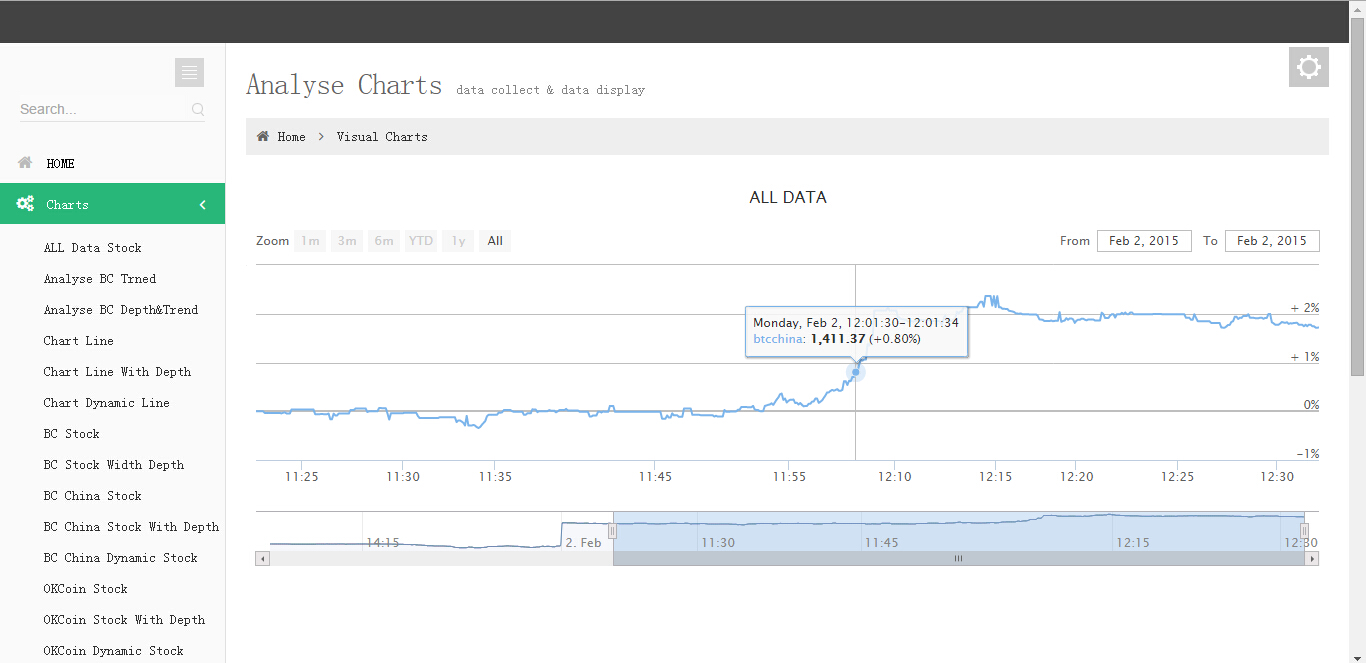 Analyse Charts data collect & data display
Search...
Home > Visual Charts
HOME
Charts
ALL Data Stock
Analyse BC Trned
Analyse BC Depth&Trend
Chart Line
Chart Line With Depth
Chart Dynamic Line
BC Stock
BC Stock Width Depth
BC China Stock
BC China Stock With Depth
BC China Dynamic Stock
OKCoin Stock
OKCoin Stock With Depth
OKCoin Dynamic Stock
ALL DATA
Zoom 1m 3m 6m YTD 1y All
From Feb 2, 2015 To Feb 2, 2015
+ 2%
Monday, Feb 2, 12:01:30-12:01:34
btcchina: 1,411.37 (+0.80%)
+ 1%
0%
-1%
11:25 11:30 11:35 11:45 11:55 12:10 12:15 12:20 12:25 12:30
14:15 2. Feb 11:30 11:45 12:15 12:30